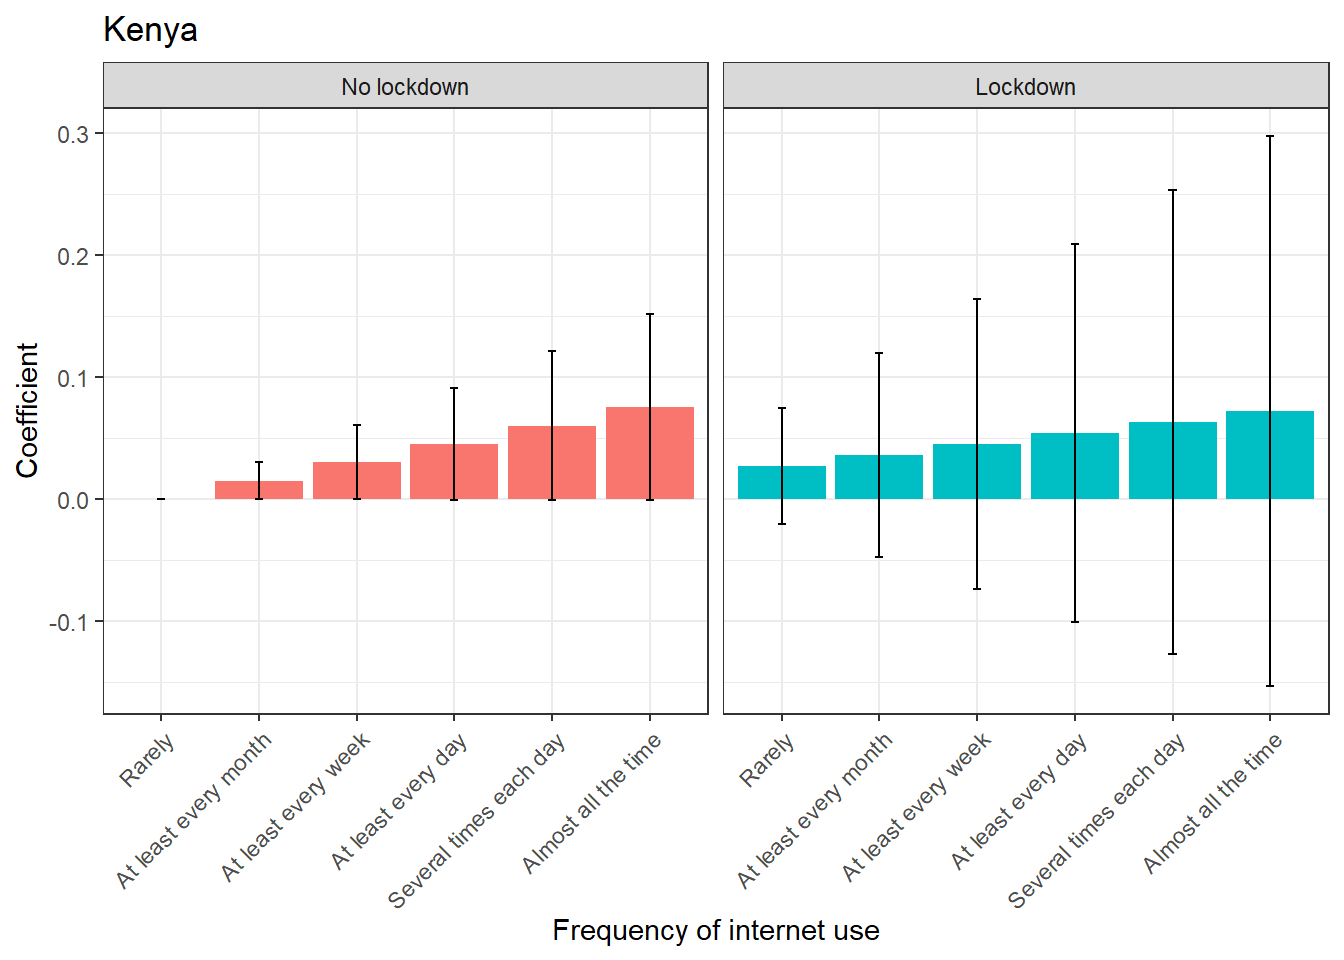 Kenya
No lockdown
Lockdown
Coefficient
0.3
0.2
0.1
0.0
-0.1
Rarely
At least every month
At least every week
At least every day
Several times each day
Almost all the time
Rarely
At least every month
At least every week
At least every day
Several times each day
Almost all the time
Frequency of internet use